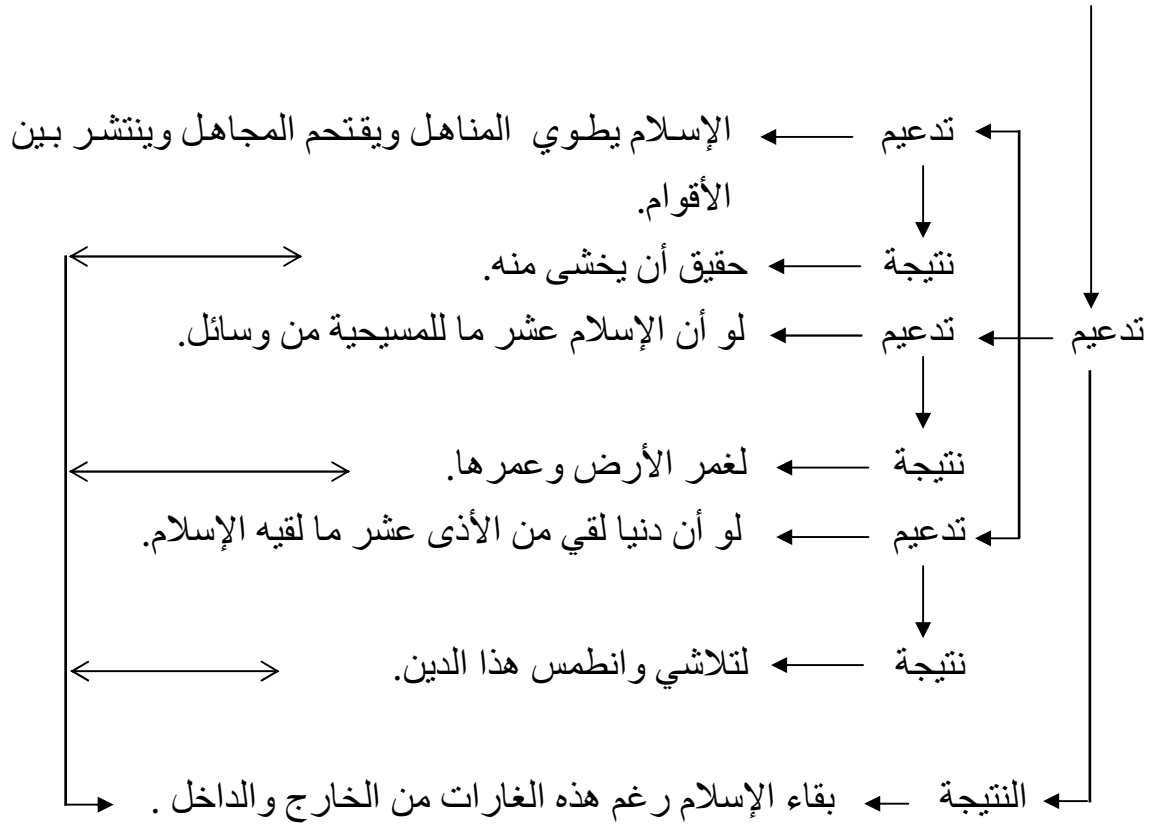 تدعيم الإسلام يطوي المناهل ويقتحم المجاهل وينتشر بين
الأقوام.
نتيجة حقيق أن يخشى منه.
تدعيم تدعيم لو أن الإسلام عشر ما للمسيحية من وسائل.
نتيجة لغمر الأرض وعمرها.
تدعيم لو أن دنيا لقي من الأذى عشر ما لقيه الإسلام.
نتيجة لتلاشي وانطمس هذا الدين.
النتيجة بقاء الإسلام رغم هذه الغارات من الخارج والداخل .